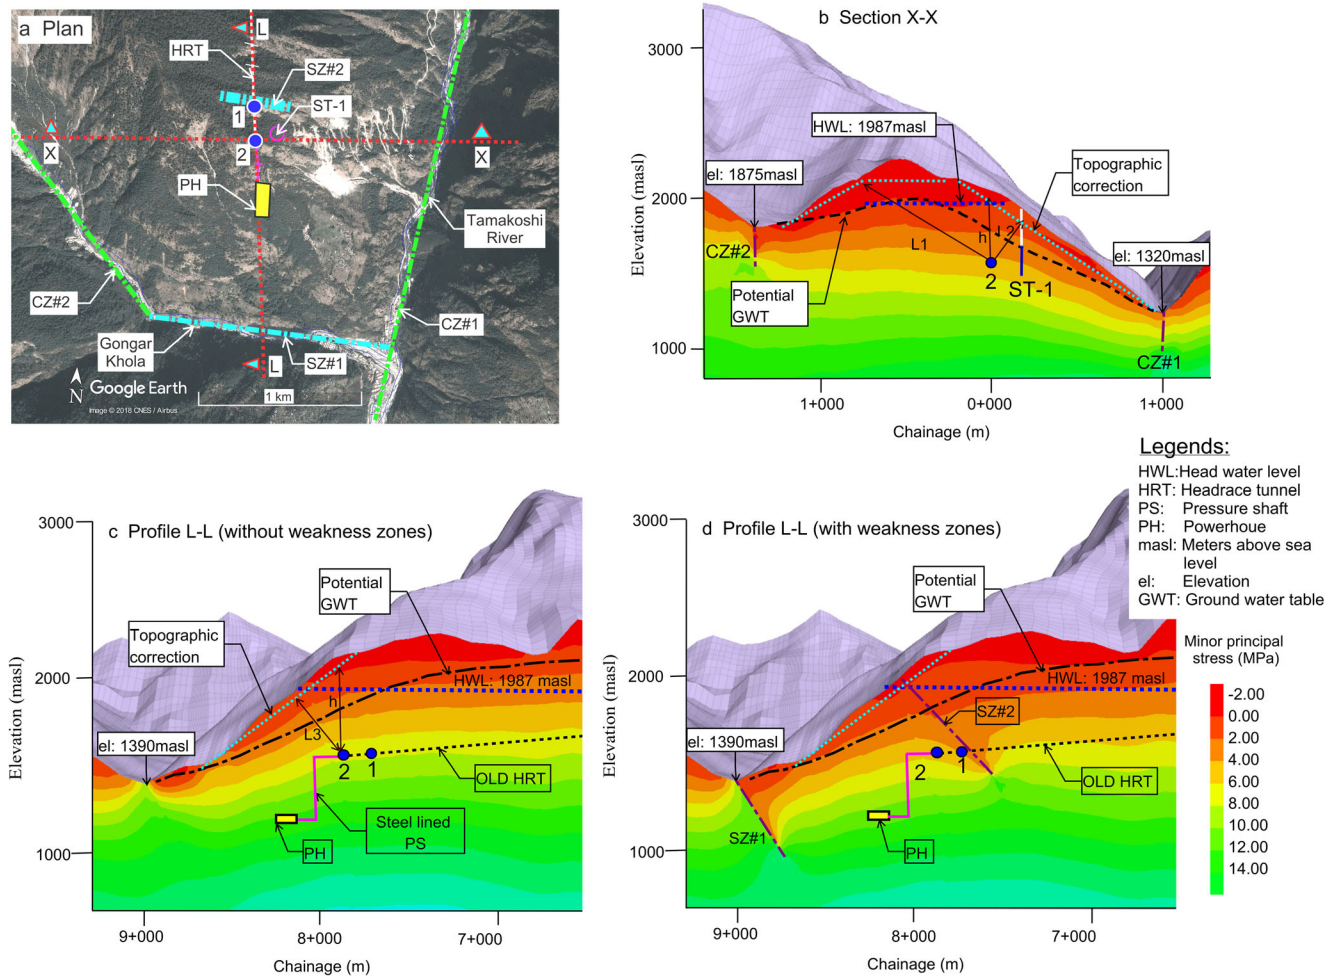 a Plan
L
HRT
SZ#2
ST-1
1
2
X
X
PH
Tamakoshi
River
CZ#2
CZ#1
Gongar
Khola
SZ#1
L
N
Google Earth
1 km
Image © 2018 CNES / Airbus
b Section X-X
3000
2000
1000
Elevation (masl)
HWL: 1987masl
el: 1875masl
Topographic
correction
el: 1320masl
CZ#2
L1
h
L2
2
ST-1
Potential
GWT
CZ#1
1+000
0+000
1+000
Chainage (m)
c Profile L-L (without weakness zones)
3000
2000
1000
Elevation (masl)
Potential
GWT
Topographic
correction
HWL: 1987 masl
h
L3
el: 1390masl
2
1
OLD HRT
Steel lined
PS
PH
9+000
8+000
7+000
Chainage (m)
d Profile L-L (with weakness zones)
3000
2000
1000
Elevation (masl)
Potential
GWT
HWL: 1987 masl
SZ#2
el: 1390masl
2
1
OLD HRT
SZ#1
PH
9+000
8+000
7+000
Chainage (m)
Legends:
HWL:Head water level
HRT: Headrace tunnel
PS: Pressure shaft
PH: Powerhoue
masl: Meters above sea
level
el: Elevation
GWT: Ground water table
Minor principal
stress (MPa)
-2.00
0.00
2.00
4.00
6.00
8.00
10.00
12.00
14.00